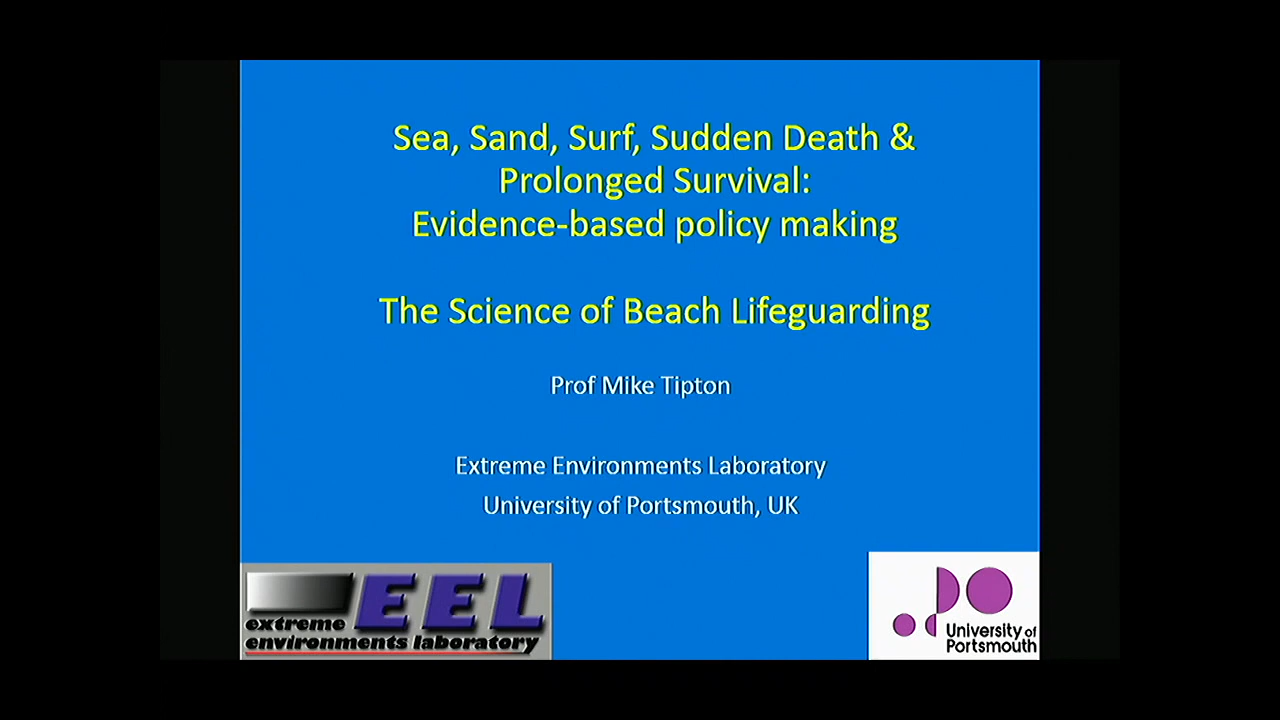 Sea, Sand, Surf, Sudden Death &
Prolonged Survival:
Evidence-based policy making
The Science of Beach Lifeguarding
Prof Mike Tipton
Extreme Environments Laboratory
University of Portsmouth, UK
EEL
extreme
environments laboratory
University of
Portsmouth